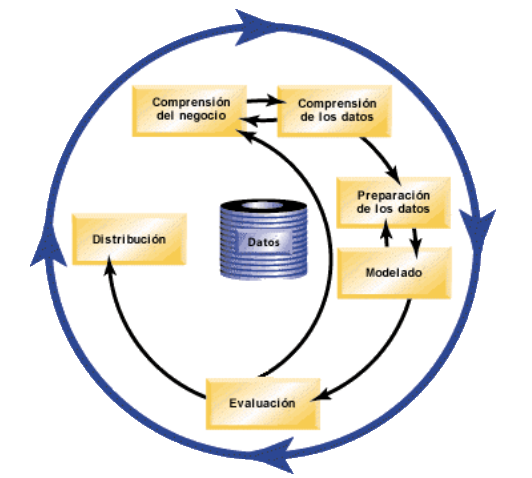 Comprensión
del negocio
Comprensión
de los datos
Preparación
de los datos
Distribución
Datos
Modelado
Evaluación